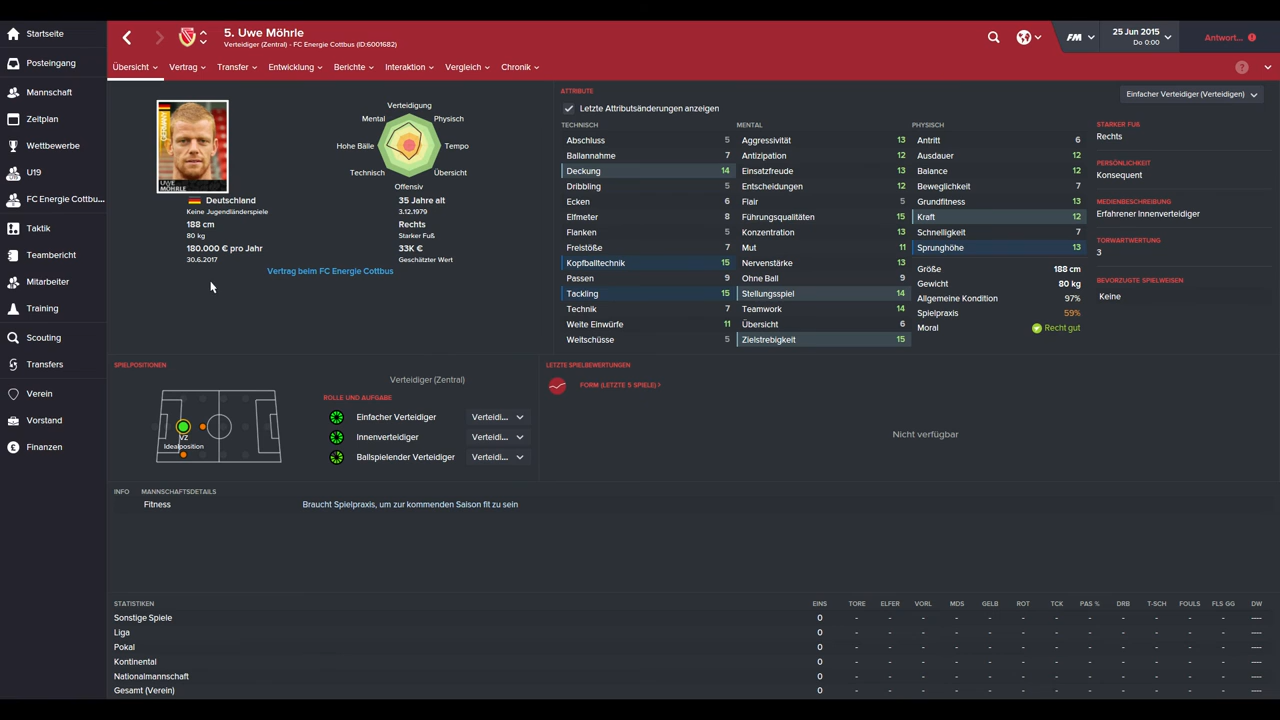 Startseite
Posteingang
Mannschaft
Zeitplan
Wettbewerbe
U19
FC Energie Cottbu...
Taktik
Teambericht
Mitarbeiter
Training
Scouting
Transfers
Verein
Vorstand
Finanzen
5. Uwe Möhrle
Verteidiger (Zentral) - FC Energie Cottbus (ID:6001682)
FM
25 Jun 2015
Do 0:00
Antwort...
Übersicht Vertrag Transfer Entwicklung Berichte Interaktion Vergleich Chronik
GERMANY
UWE
MÖHRLE
Deutschland
Keine Jugendländerspiele
188 cm
80 kg
180.000 € pro Jahr
30.6.2017
35 Jahre alt
3.12.1979
Rechts
Starker Fuß
33K €
Geschätzter Wert
Vertrag beim FC Energie Cottbus
Verteidigung
Mental Physisch
Hohe Bälle Tempo
Technisch Übersicht
Offensiv
ATTRIBUTE
Letzte Attributsänderungen anzeigen
Einfacher Verteidiger (Verteidigen)
TECHNISCH
Abschluss 5
Ballannahme 7
Deckung 14
Dribbling 5
Ecken 6
Elfmeter 8
Flanken 5
Freistöße 7
Kopfballtechnik 15
Passen 9
Tackling 15
Technik 7
Weite Einwürfe 11
Weitschüsse 5
MENTAL
Aggressivität 13
Antizipation 12
Einsatzfreude 13
Entscheidungen 12
Flair 5
Führungsqualitäten 15
Konzentration 13
Mut 11
Nervenstärke 13
Ohne Ball 9
Stellungsspiel 14
Teamwork 14
Übersicht 6
Zielstrebigkeit 15
PHYSISCH
Antritt 6
Ausdauer 12
Balance 12
Beweglichkeit 7
Grundfitness 13
Kraft 12
Schnelligkeit 7
Sprunghöhe 13
Größe 188 cm
Gewicht 80 kg
Allgemeine Kondition 97%
Spielpraxis 59%
Moral Recht gut
STARKER FUß
Rechts
PERSÖNLICHKEIT
Konsequent
MEDIENBESCHREIBUNG
Erfahrener Innenverteidiger
TORWARTWERTUNG
3
BEVORZUGTE SPIELWEISEN
Keine
SPIELPOSITIONEN
VZ
Idealposition
Verteidiger (Zentral)
ROLLE UND AUFGABE
Einfacher Verteidiger Verteidi...
Innenverteidiger Verteidi...
Ballspielender Verteidiger Verteidi...
LETZTE SPIELBEWERTUNGEN
FORM (LETZTE 5 SPIELE) >
Nicht verfügbar
INFO MANNSCHAFTSDETAILS
Fitness Braucht Spielpraxis, um zur kommenden Saison fit zu sein
STATISTIKEN EINS TORE ELFER VORL MDS GELB ROT TCK PAS % DRB T-SCH FOULS FLS GG DW
Sonstige Spiele 0 - - - - - - - - - - - - ----
Liga 0 - - - - - - - - - - - - ----
Pokal 0 - - - - - - - - - - - - ----
Kontinental 0 - - - - - - - - - - - - ----
Nationalmannschaft 0 - - - - - - - - - - - - ----
Gesamt (Verein) 0 - - - - - - - - - - - - ----